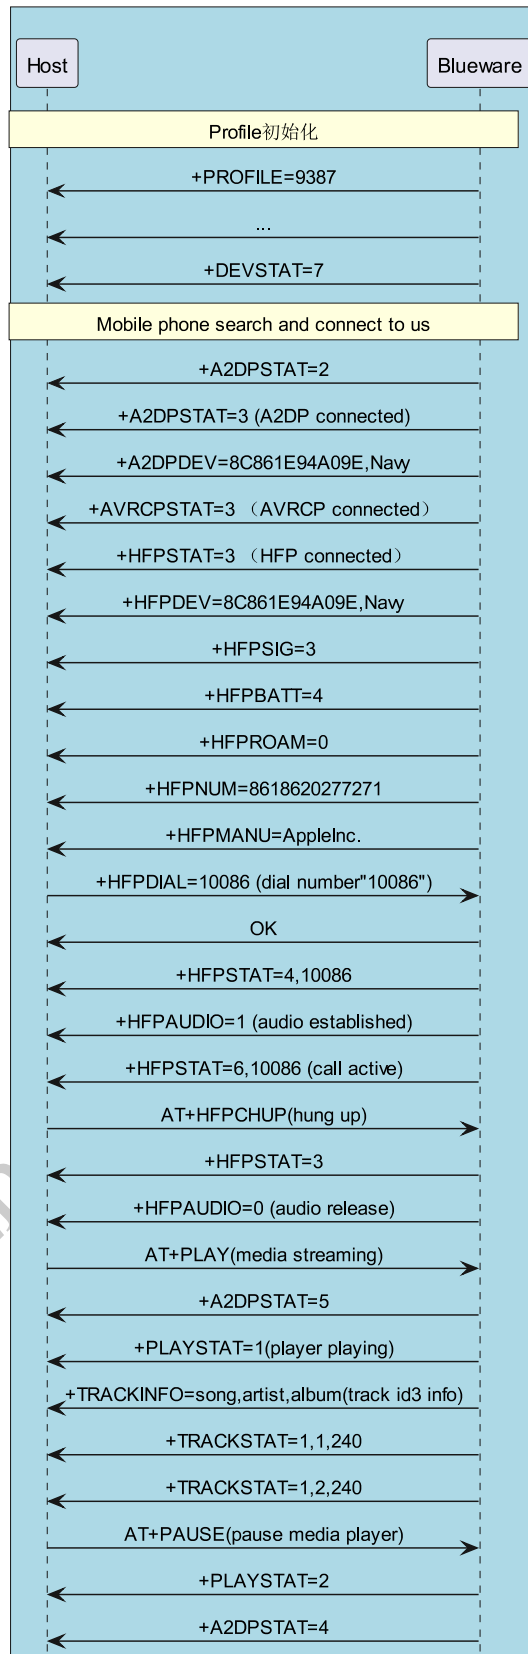 Host
Blueware
Profile初始化
+PROFILE=9387
...
+DEVSTAT=7
Mobile phone search and connect to us
+A2DPSTAT=2
+A2DPSTAT=3 (A2DP connected)
+A2DPDEV=8C861E94A09E,Navy
+AVRCPSTAT=3 （AVRCP connected）
+HFPSTAT=3 （HFP connected）
+HFPDEV=8C861E94A09E,Navy
+HFPSIG=3
+HFPBATT=4
+HFPROAM=0
+HFPNUM=8618620277271
+HFPMANU=AppleInc.
+HFPDIAL=10086 (dial number"10086")
OK
+HFPSTAT=4,10086
+HFPAUDIO=1 (audio established)
+HFPSTAT=6,10086 (call active)
AT+HFPCHUP(hung up)
+HFPSTAT=3
+HFPAUDIO=0 (audio release)
AT+PLAY(media streaming)
+A2DPSTAT=5
+PLAYSTAT=1(player playing)
+TRACKINFO=song,artist,album(track id3 info)
+TRACKSTAT=1,1,240
+TRACKSTAT=1,2,240
AT+PAUSE(pause media player)
+PLAYSTAT=2
+A2DPSTAT=4